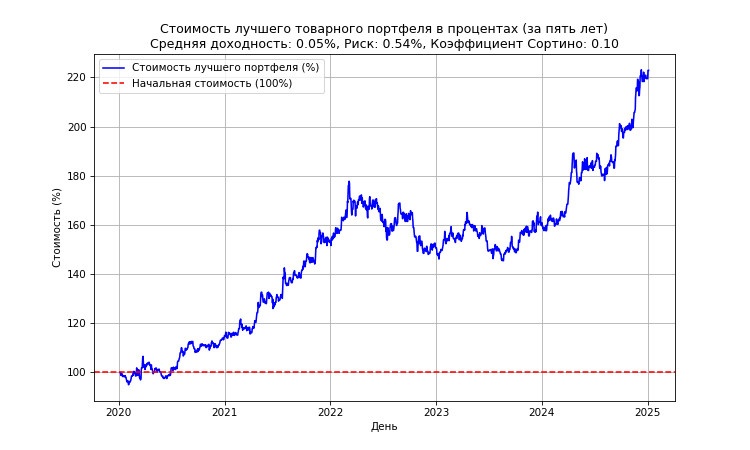 Стоимость лучшего товарного портфеля в процентах (за пять лет)
Средняя доходность: 0.05%, Риск: 0.54%, Коэффициент Сортино: 0.10
Стоимость лучшего портфеля (%)
Начальная стоимость (100%)
Стоимость (%)
220
200
180
160
140
120
100
2020
2021
2022
2023
2024
2025
День